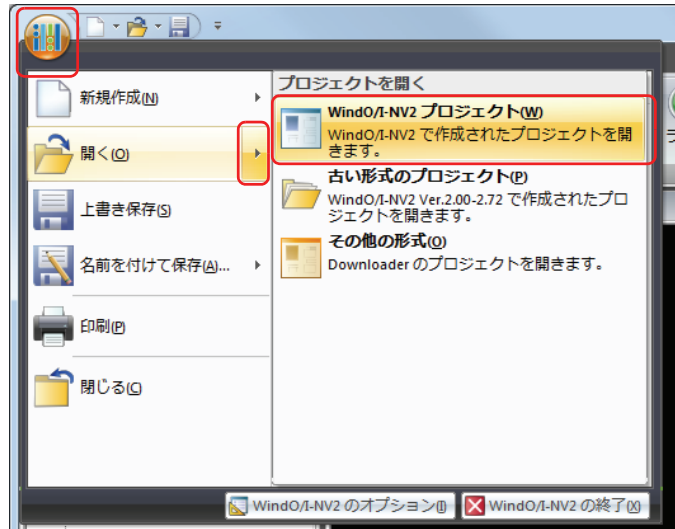 新規作成(N)
開く(O)
上書き保存(S)
名前を付けて保存(A)...
印刷(P)
閉じる(C)
プロジェクトを開く
WindO/I-NV2 プロジェクト(W)
WindO/I-NV2 で作成されたプロジェクトを開
きます。
古い形式のプロジェクト(P)
WindO/I-NV2 Ver.2.00-2.72 で作成されたプロ
ジェクトを開きます。
その他の形式(O)
Downloader のプロジェクトを開きます。
WindO/I-NV2 のオプション(I)
WindO/I-NV2 の終了(X)